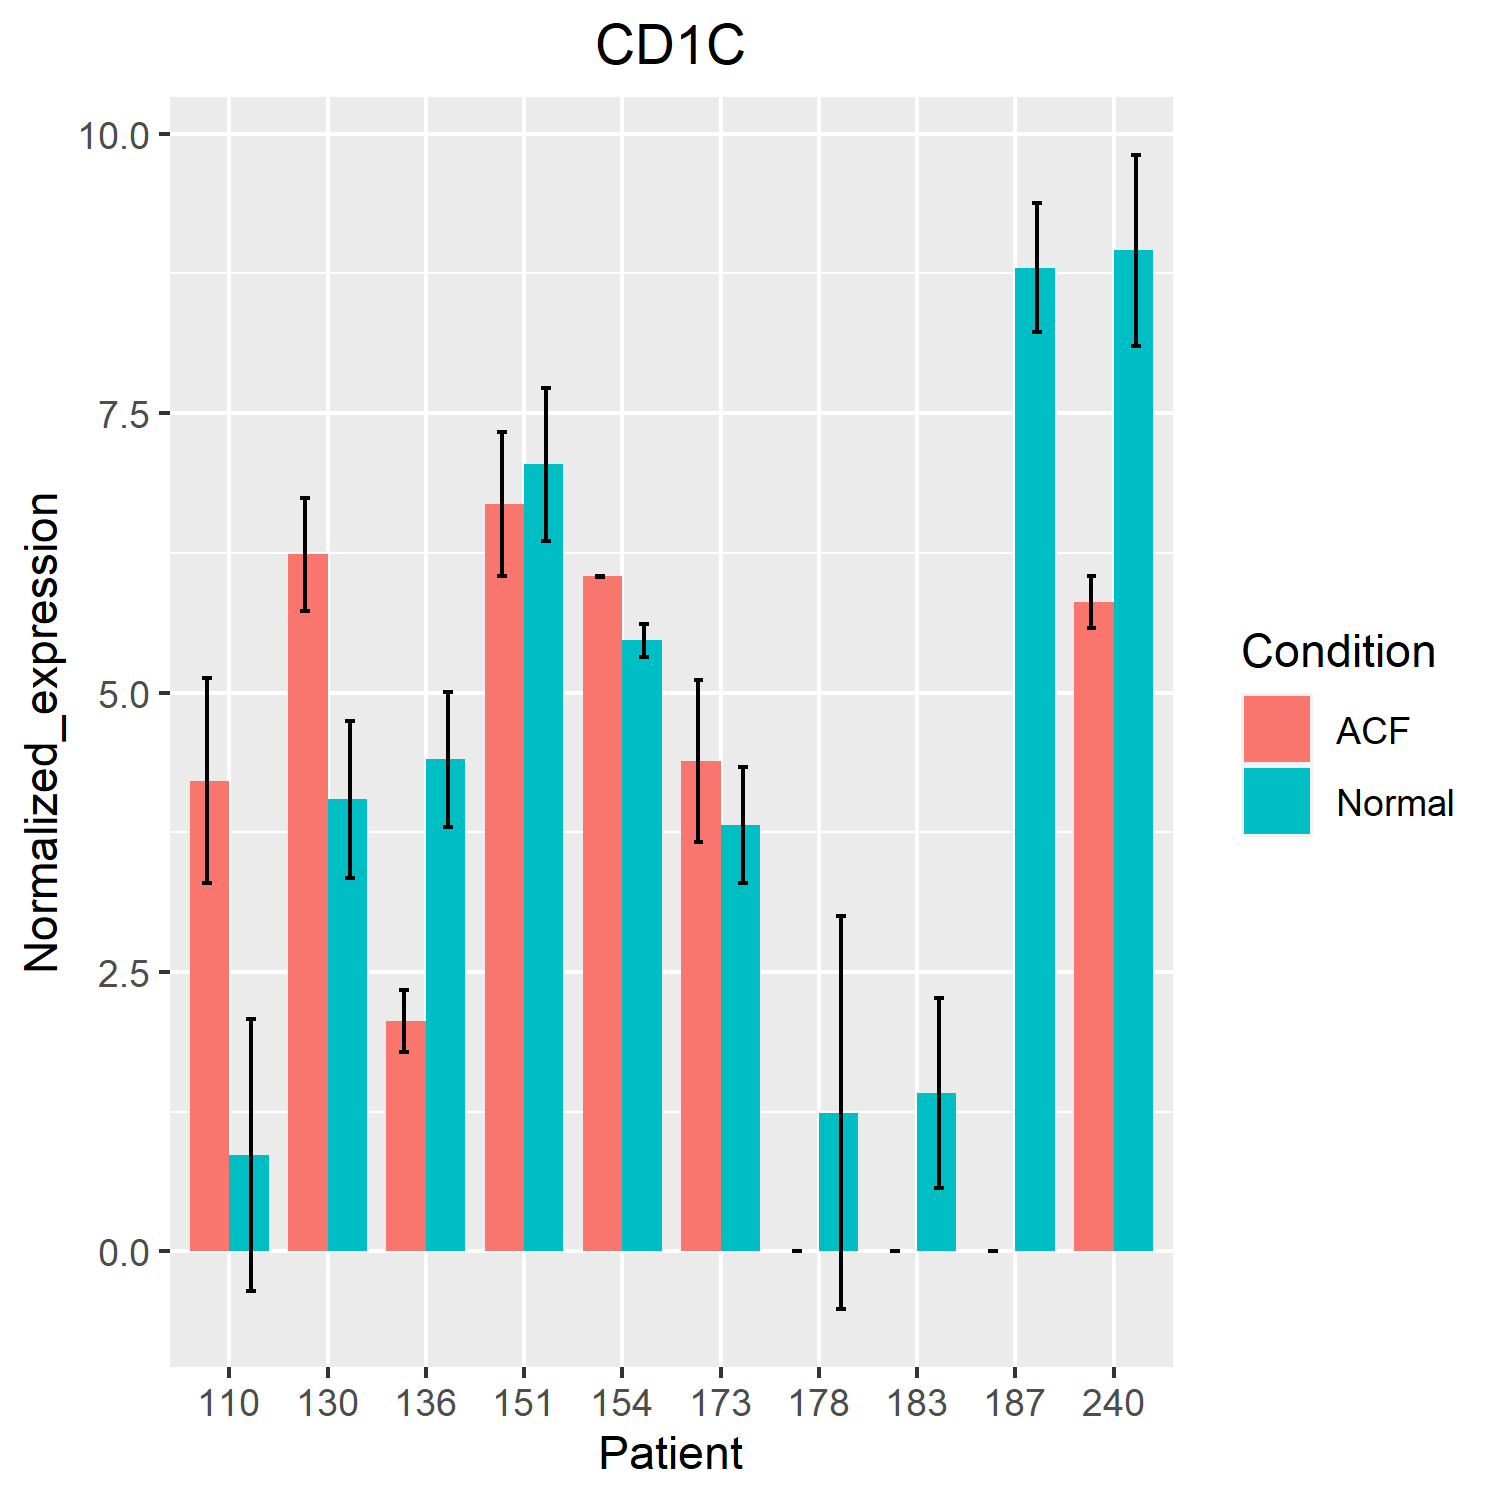 CD1C
Normalized_expression
10.0
7.5
5.0
2.5
0.0
110 130 136 151 154 173 178 183 187 240
Patient
Condition
ACF
Normal